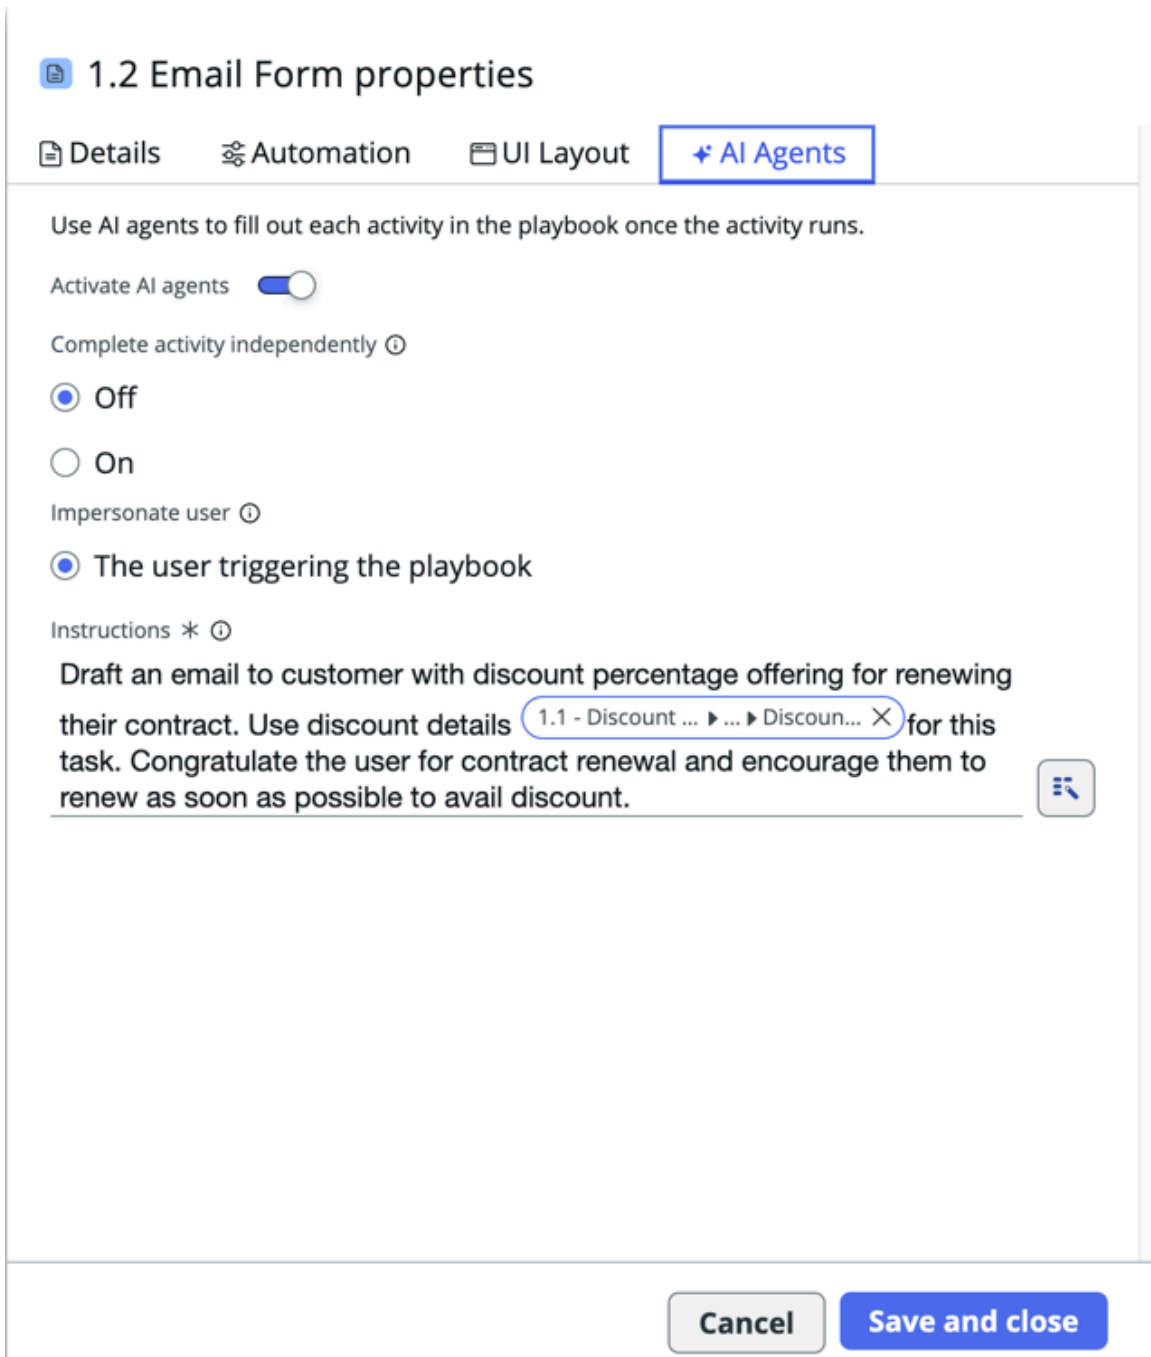 1.2 Email Form properties
Details Automation UI Layout AI Agents
Use AI agents to fill out each activity in the playbook once the activity runs.
Activate AI agents
Complete activity independently
Off
On
Impersonate user
The user triggering the playbook
Instructions *
Draft an email to customer with discount percentage offering for renewing
their contract. Use discount details 1.1 - Discount ... ▸ ... ▸ Discoun... × for this
task. Congratulate the user for contract renewal and encourage them to
renew as soon as possible to avail discount.
Cancel Save and close